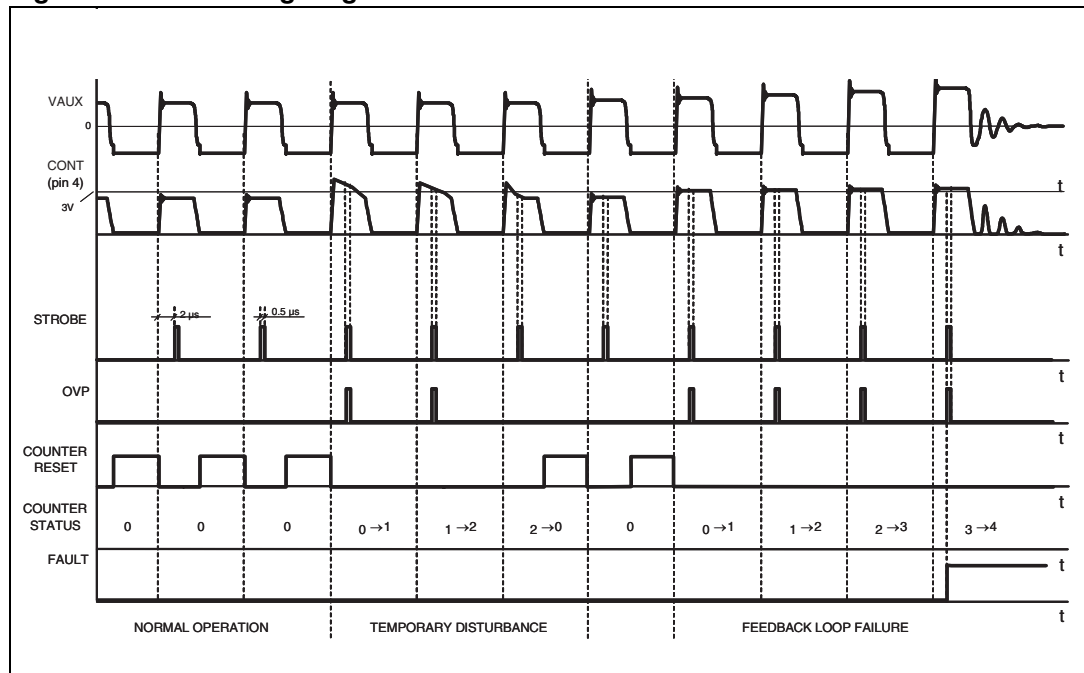 VAUX
0
CONT
(pin 4)
3V
t
t
2 µs
0.5 µs
STROBE
t
OVP
t
COUNTER
RESET
t
COUNTER
STATUS
0
0
0
0 →1
1 →2
2→0
0
0→1
1→2
2→3
3 →4
FAULT
t
t
NORMAL OPERATION
TEMPORARY DISTURBANCE
FEEDBACK LOOP FAILURE